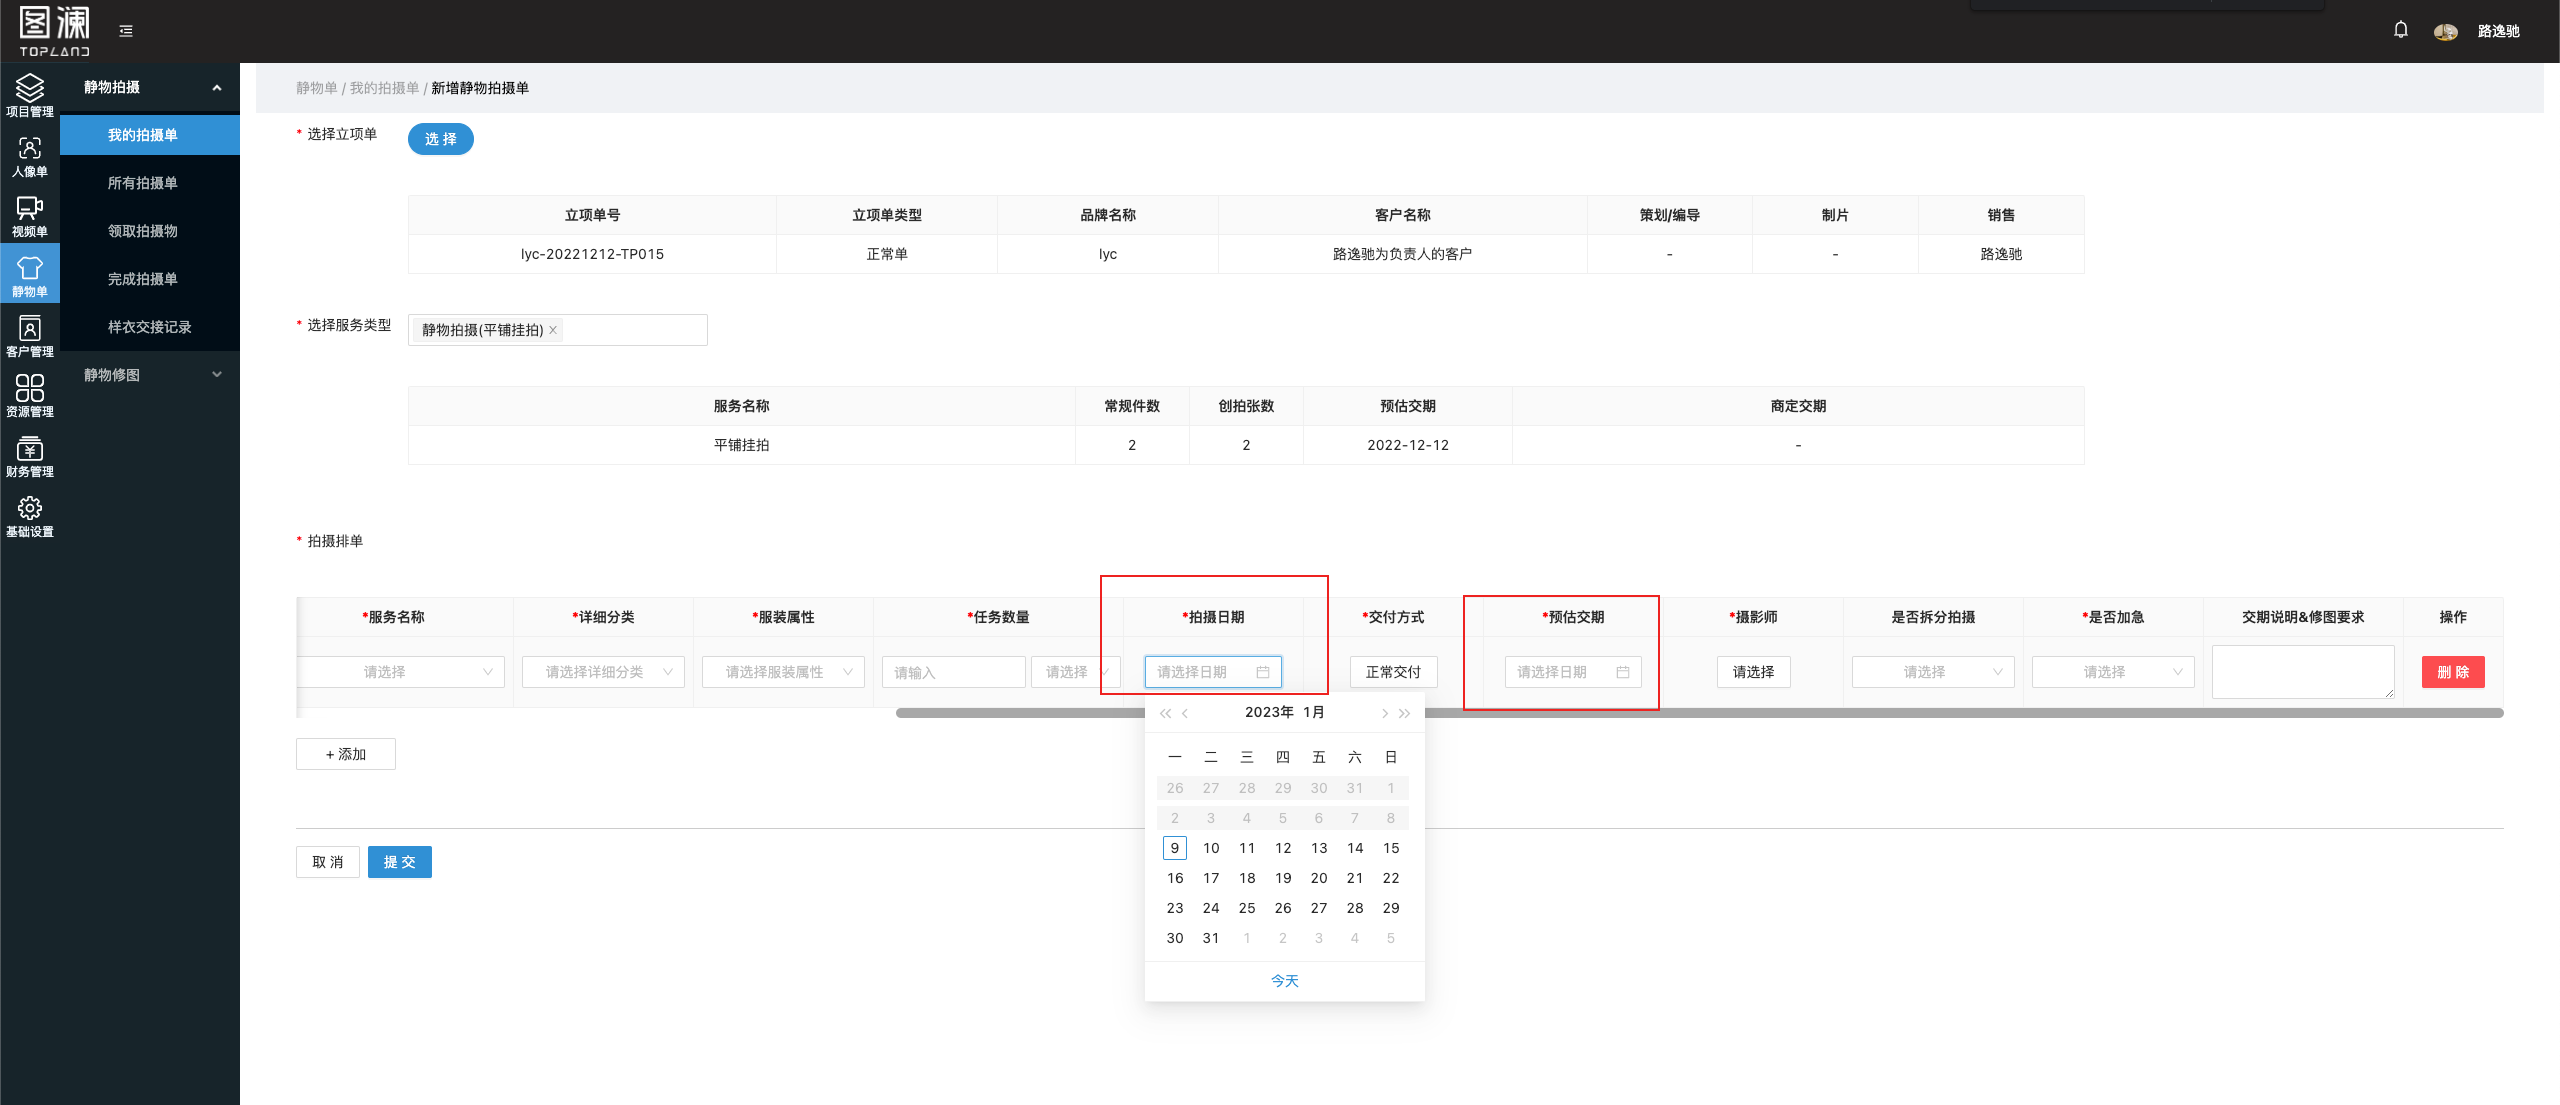 图澜
TOPLAND
路逸驰
项目管理
人像单
视频单
静物单
客户管理
资源管理
财务管理
基础设置
静物拍摄
我的拍摄单
所有拍摄单
领取拍摄物
完成拍摄单
样衣交接记录
静物修图
静物单 / 我的拍摄单 / 新增静物拍摄单
* 选择立项单 选 择
立项单号 立项单类型 品牌名称 客户名称 策划/编导 制片 销售
lyc-20221212-TP015 正常单 lyc 路逸驰为负责人的客户 - - 路逸驰
* 选择服务类型 静物拍摄(平铺挂拍)
服务名称 常规件数 创拍张数 预估交期 商定交期
平铺挂拍 2 2 2022-12-12 -
* 拍摄排单
*服务名称 *详细分类 *服装属性 *任务数量 *拍摄日期 *交付方式 *预估交期 *摄影师 是否拆分拍摄 *是否加急 交期说明&修图要求 操作
请选择 请选择详细分类 请选择服装属性 请输入 请选择 请选择日期 正常交付 请选择日期 请选择 请选择 请选择 删 除
2023年 1月
一 二 三 四 五 六 日
26 27 28 29 30 31 1
2 3 4 5 6 7 8
9 10 11 12 13 14 15
16 17 18 19 20 21 22
23 24 25 26 27 28 29
30 31 1 2 3 4 5
今天
+ 添加
取 消 提 交